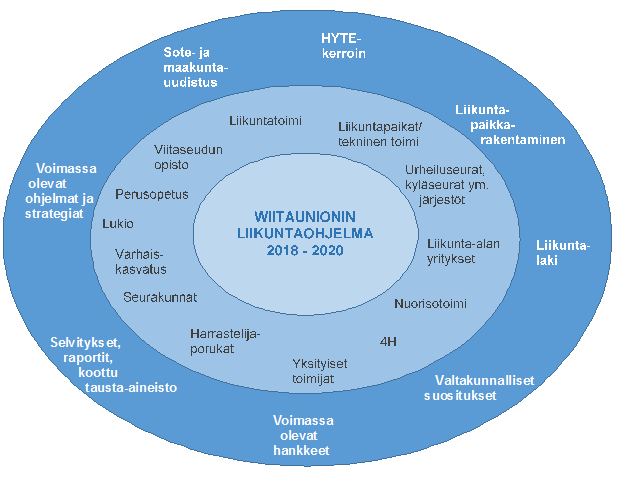 HYTE-
kerroin
Sote- ja
maakunta-
uudistus
Liikunta-
paikka-
rakentaminen
Voimassa
olevat
ohjelmat ja
strategiat
Liikunta-
laki
Selvitykset,
raportit,
koottu
tausta-aineisto
Valtakunnalliset
suositukset
Voimassa
olevat
hankkeet
Liikuntatoimi
Liikuntapaikat/
tekninen toimi
Viitaseudun
opisto
Urheiluseurat,
kyläseurat ym.
järjestöt
Perusopetus
Lukio
Liikunta-alan
yritykset
Varhais-
kasvatus
Seurakunnat
Nuorisotoimi
Harrastelija-
porukat
4H
Yksityiset
toimijat
WIITAUNIONIN
LIIKUNTAOHJELMA
2018 - 2020